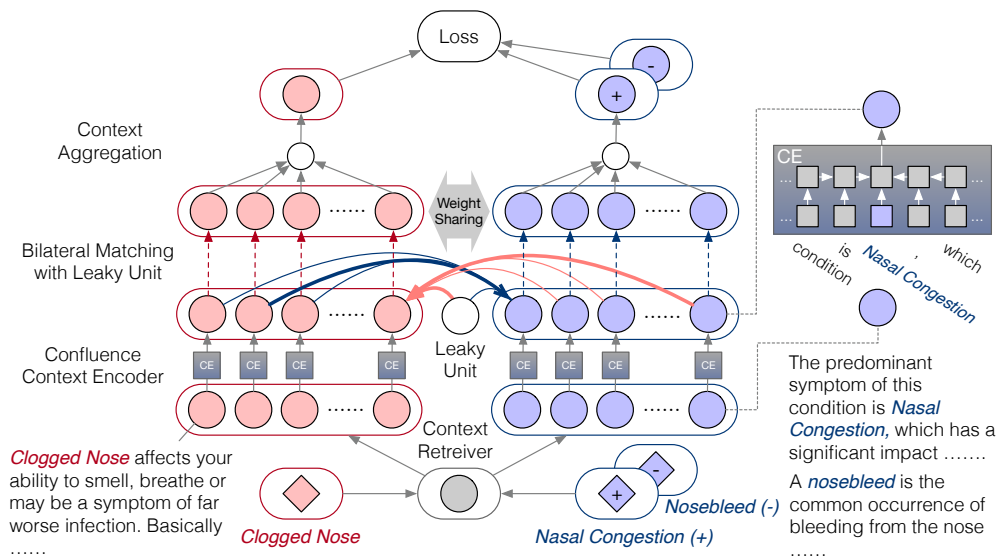 Loss
-
+
Context
Aggregation
CE
...
...
......
Weight
Sharing
......
...
...
Bilateral Matching
with Leaky Unit
condition
is
Nasal Congestion
,
which
......
......
Leaky
Unit
Confluence
Context Encoder
CE
CE
CE
CE
CE
CE
CE
CE
The predominant
symptom of this
condition is Nasal
Congestion, which has a
significant impact .......
......
......
Context
Retreiver
Clogged Nose affects your
ability to smell, breathe or
may be a symptom of far
worse infection. Basically
......
-
+
Nosebleed (-)
Clogged Nose
Nasal Congestion (+)
A nosebleed is the
common occurrence of
bleeding from the nose
......